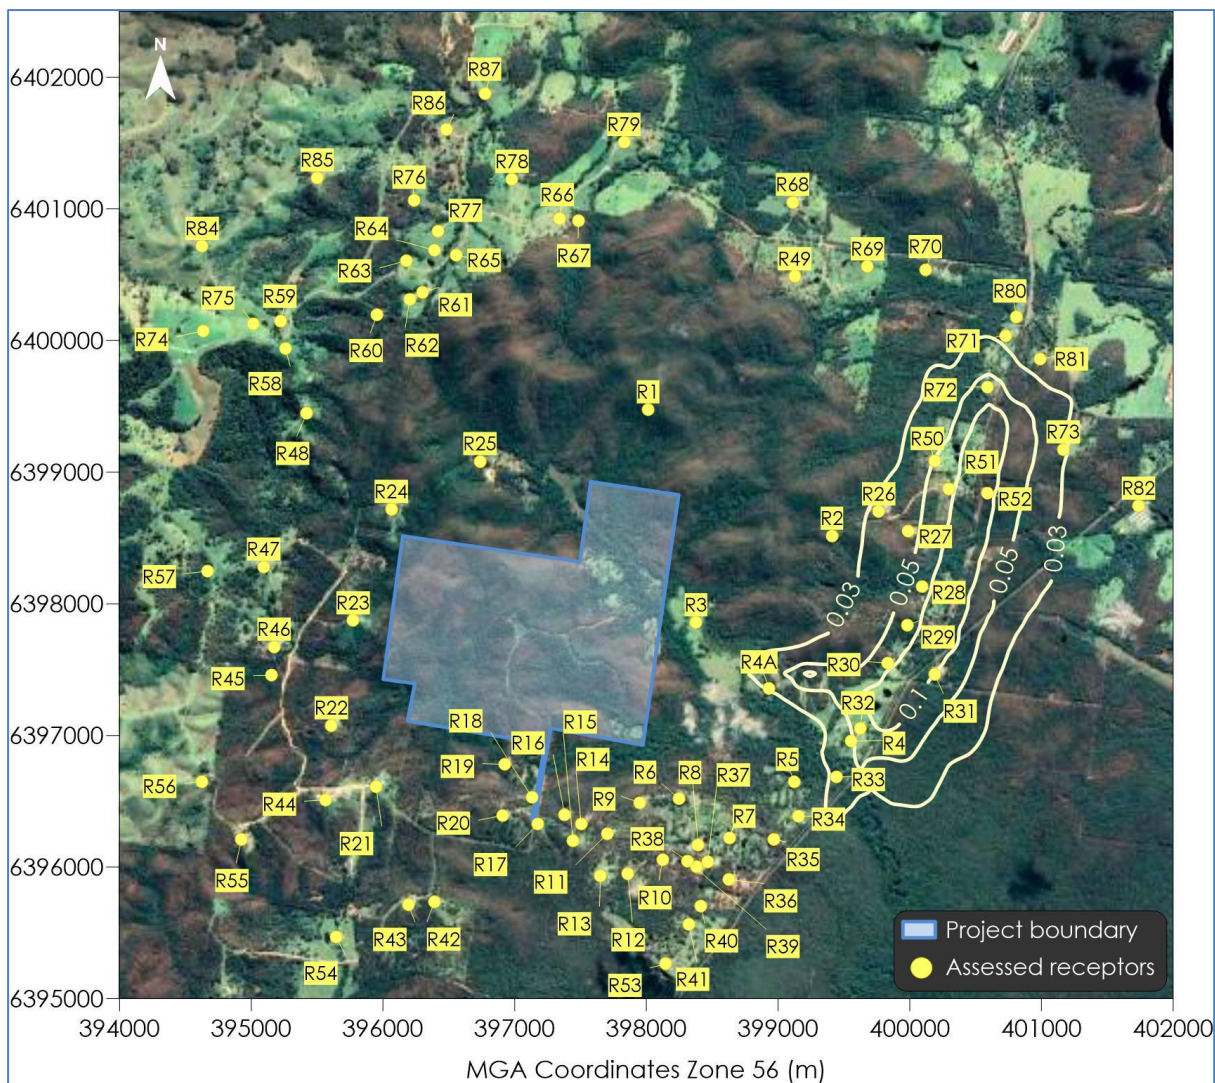 N
6402000
6401000
6400000
6399000
6398000
6397000
6396000
6395000
R87
R86
R79
R85
R76
R78
R66
R68
R77
R84
R64
R67
R63
R65
R49
R69
R70
R75
R59
R61
R80
R74
R60
R62
R71
R81
R58
R72
R1
R48
R25
R50
R73
R51
R24
R26
R52
R82
R2
R27
R47
R57
0.03
0.05
0.05
0.03
R23
R3
R28
R46
R29
R45
R4A
R30
R22
R18
R15
R32
0.1
R31
R16
R14
R4
R19
R5
R56
R6
R8
R37
R33
R44
R9
R7
R20
R38
R34
R21
R17
R11
R35
R55
R10
R36
R13
R43
R42
R12
R40
R39
R54
R53
R41
Project boundary
Assessed receptors
394000
395000
396000
397000
398000
399000
400000
401000
402000
MGA Coordinates Zone 56 (m)